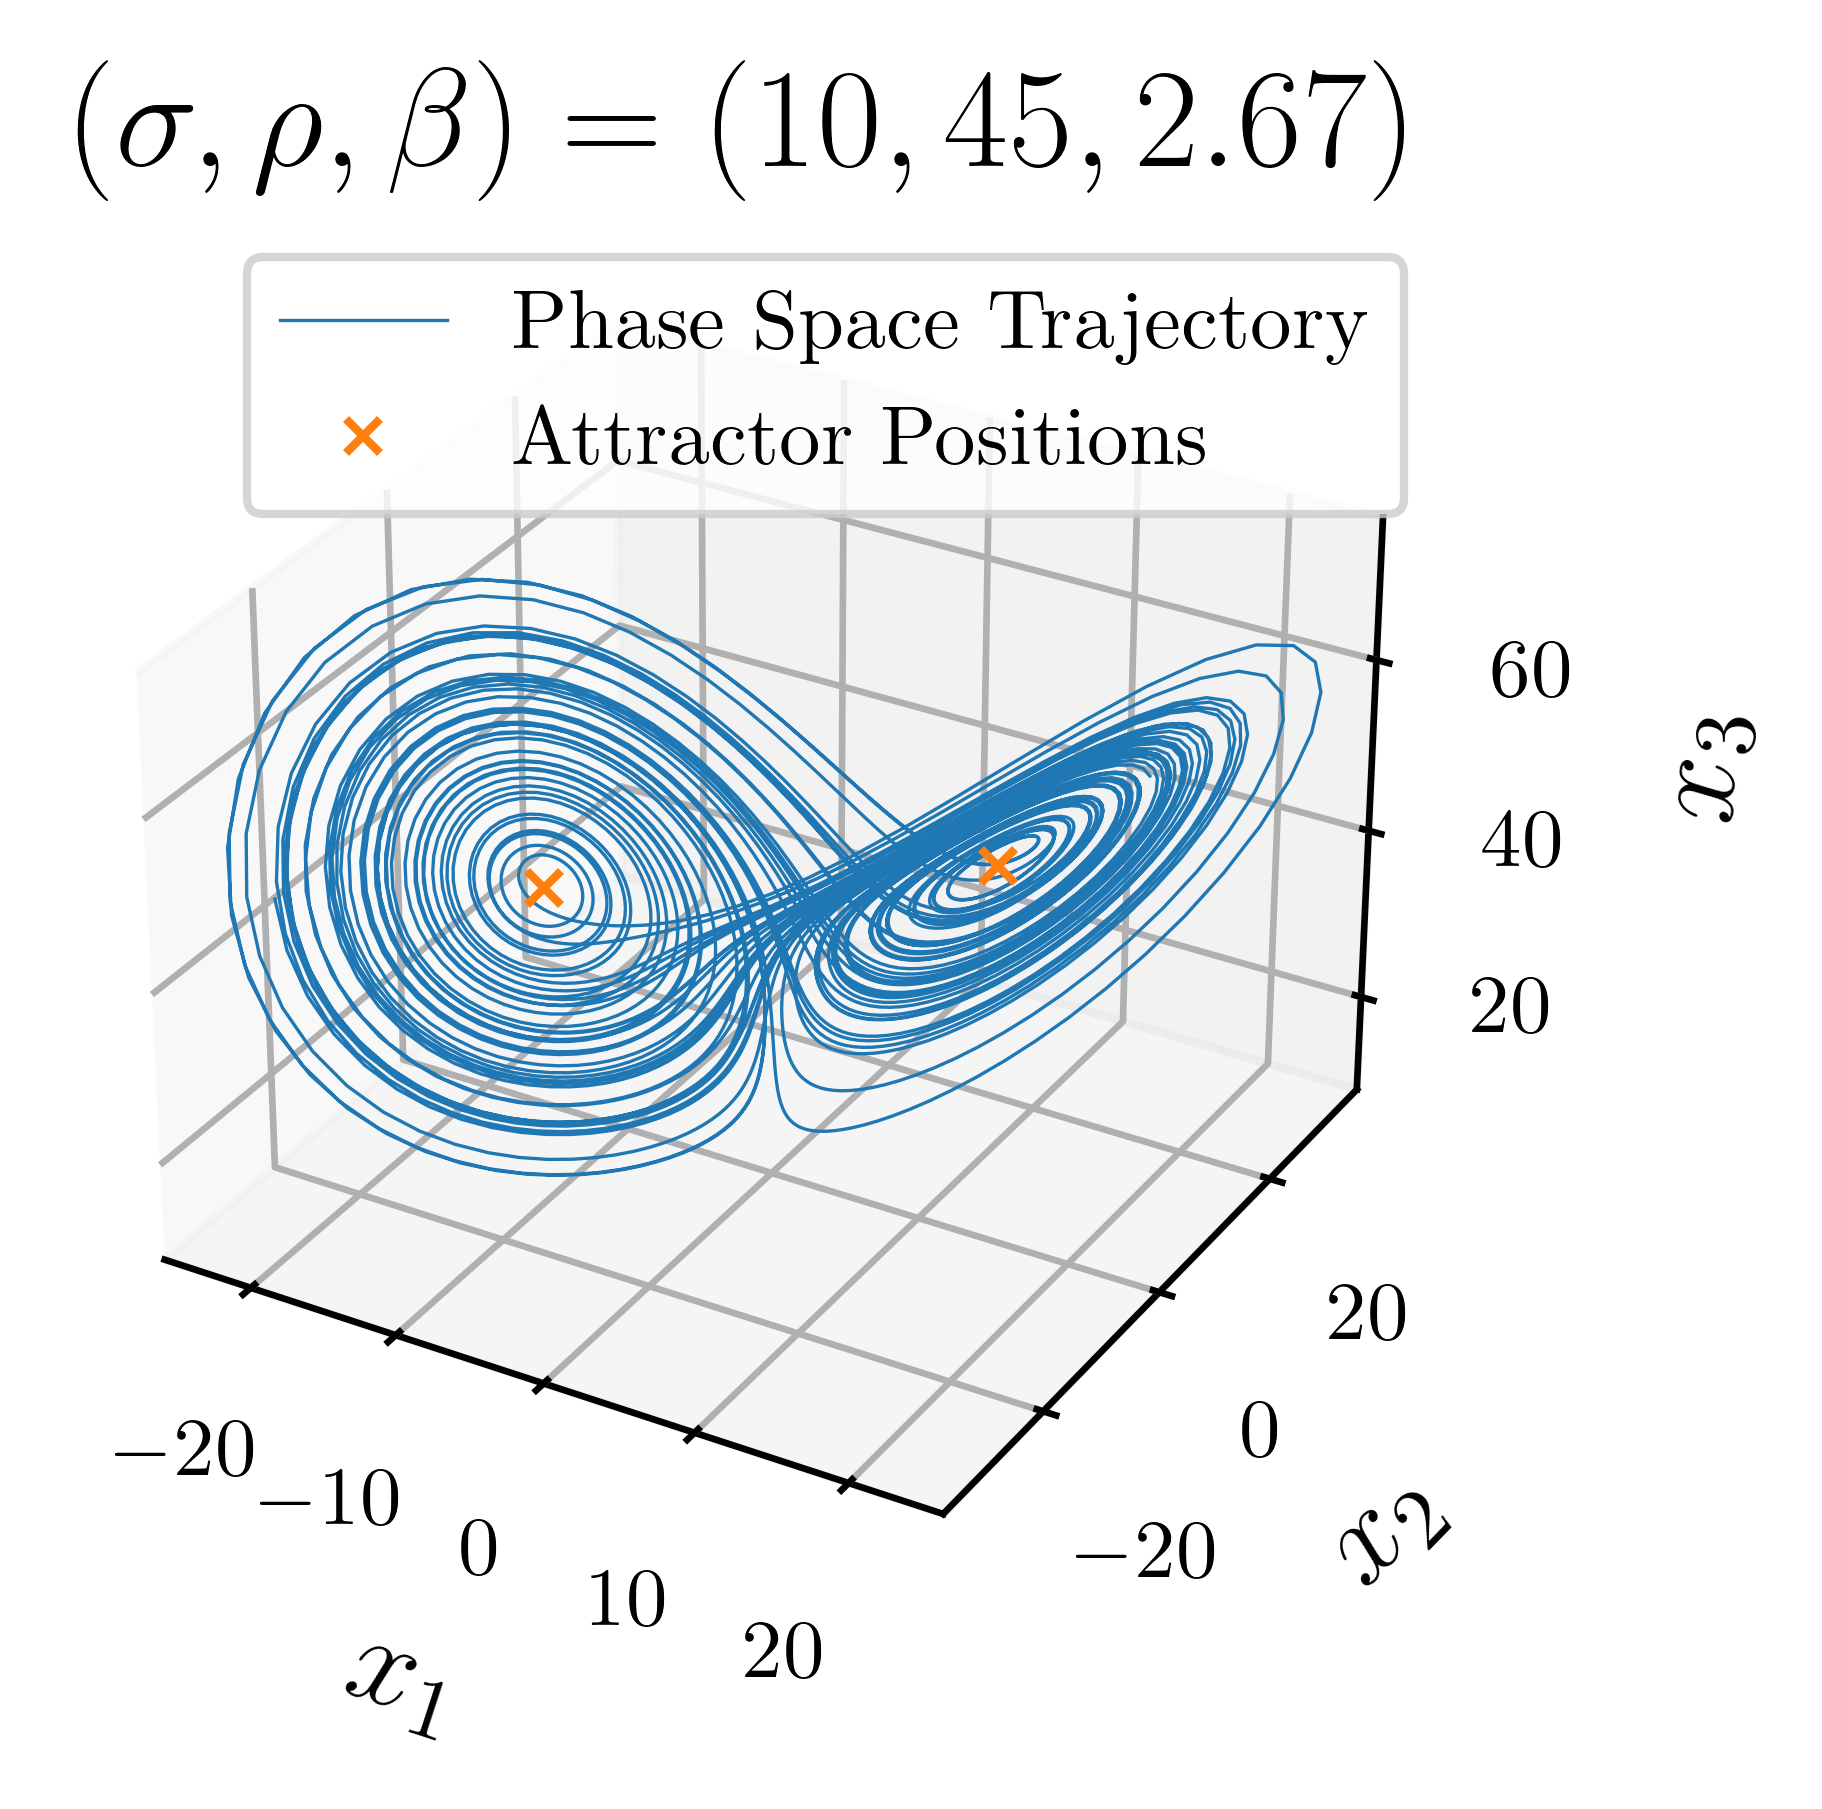 (σ, ρ, β) = (10, 45, 2.67)
Phase Space Trajectory
Attractor Positions
60
40
20
x₃
20
0
−20
x₂
−20
−10
0
10
20
x₁